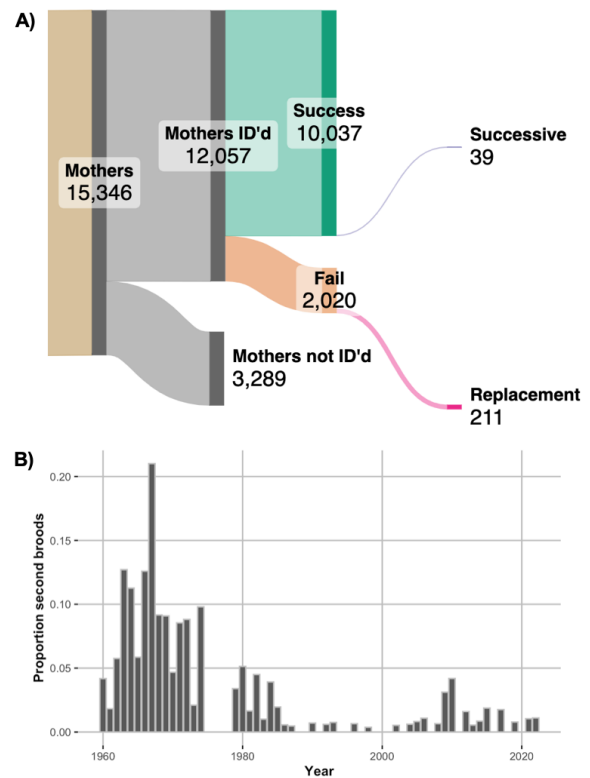 A)
Mothers
15,346
Mothers ID'd
12,057
Success
10,037
Successive
39
Fail
2,020
Mothers not ID'd
3,289
Replacement
211
B)
Proportion second broods
0.20
0.15
0.10
0.05
0.00
1960
1980
2000
2020
Year